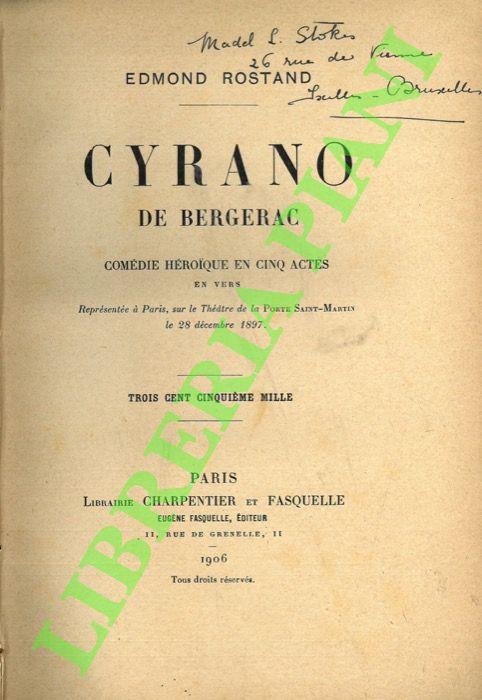 Madel L. Stokes
26 rue de Vienne
Ixelles - Bruxelles
EDMOND ROSTAND
CYRANO
DE BERGERAC
COMÉDIE HÉROÏQUE EN CINQ ACTES
EN VERS
Représentée à Paris, sur le Théâtre de la PORTE SAINT-MARTIN
le 28 décembre 1897.
TROIS CENT CINQUIÈME MILLE
PARIS
LIBRAIRIE CHARPENTIER ET FASQUELLE
EUGÈNE FASQUELLE, ÉDITEUR
11, RUE DE GRENELLE, 11
1906
Tous droits réservés.
LIBRERIA PIANI